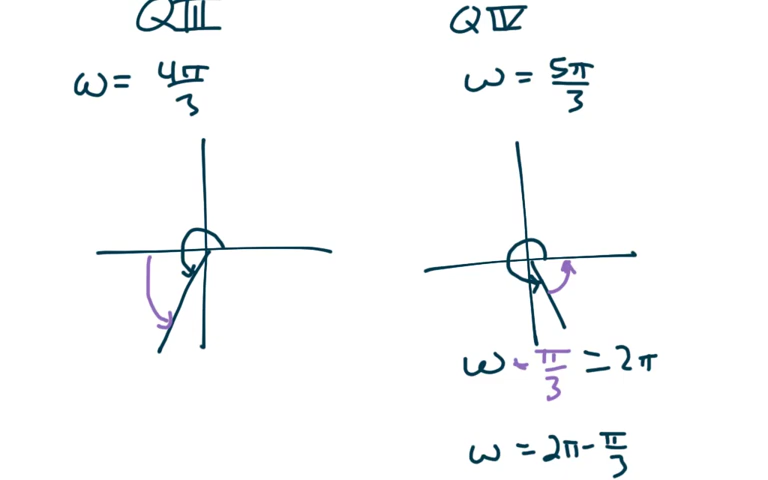 QIII QIV
ω = 4π/3 ω = 5π/3
ω - π/3 = 2π
ω = 2π - π/3